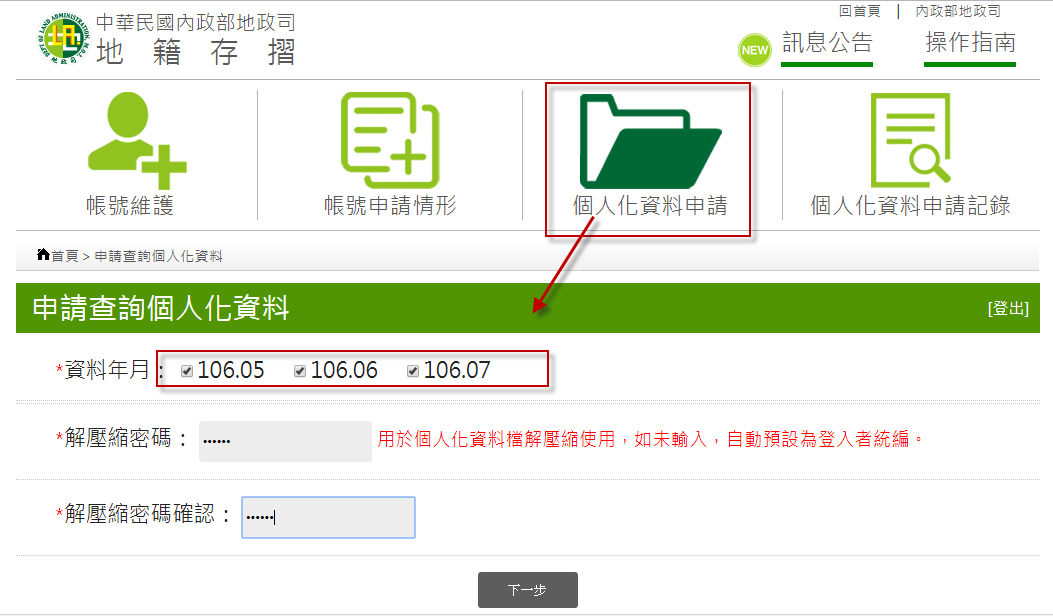 回首頁 | 內政部地政司
中華民國內政部地政司
地籍存摺
NEW 訊息公告 操作指南
帳號維護 帳號申請情形 個人化資料申請 個人化資料申請記錄
首頁 > 申請查詢個人化資料
申請查詢個人化資料 [登出]
*資料年月： 106.05 106.06 106.07
*解壓縮密碼： •••••• 用於個人化資料檔解壓縮使用，如未輸入，自動預設為登入者統編。
*解壓縮密碼確認： ••••••
下一步